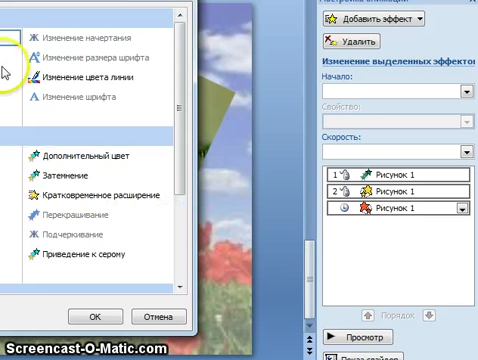 Настройка анимации
Добавить эффект
Удалить
Изменение выделенных эффектов
Начало:
Свойство:
Скорость:
1 Рисунок 1
2 Рисунок 1
Рисунок 1
Порядок
Просмотр
Показ слайдов
Изменение начертания
Изменение размера шрифта
Изменение цвета линии
Изменение шрифта
Дополнительный цвет
Затемнение
Кратковременное расширение
Перекрашивание
Подчеркивание
Приведение к серому
ОК
Отмена
Screencast-O-Matic.com